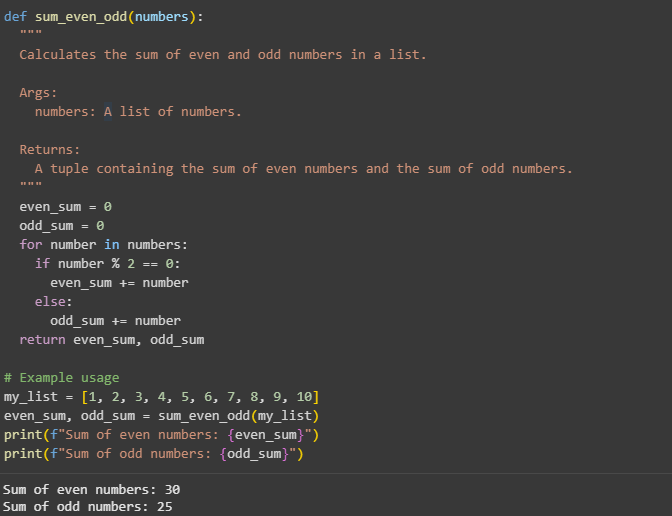 def sum_even_odd(numbers):
  """
  Calculates the sum of even and odd numbers in a list.

  Args:
    numbers: A list of numbers.

  Returns:
    A tuple containing the sum of even numbers and the sum of odd numbers.
  """
  even_sum = 0
  odd_sum = 0
  for number in numbers:
    if number % 2 == 0:
      even_sum += number
    else:
      odd_sum += number
  return even_sum, odd_sum

# Example usage
my_list = [1, 2, 3, 4, 5, 6, 7, 8, 9, 10]
even_sum, odd_sum = sum_even_odd(my_list)
print(f"Sum of even numbers: {even_sum}")
print(f"Sum of odd numbers: {odd_sum}")
Sum of even numbers: 30
Sum of odd numbers: 25